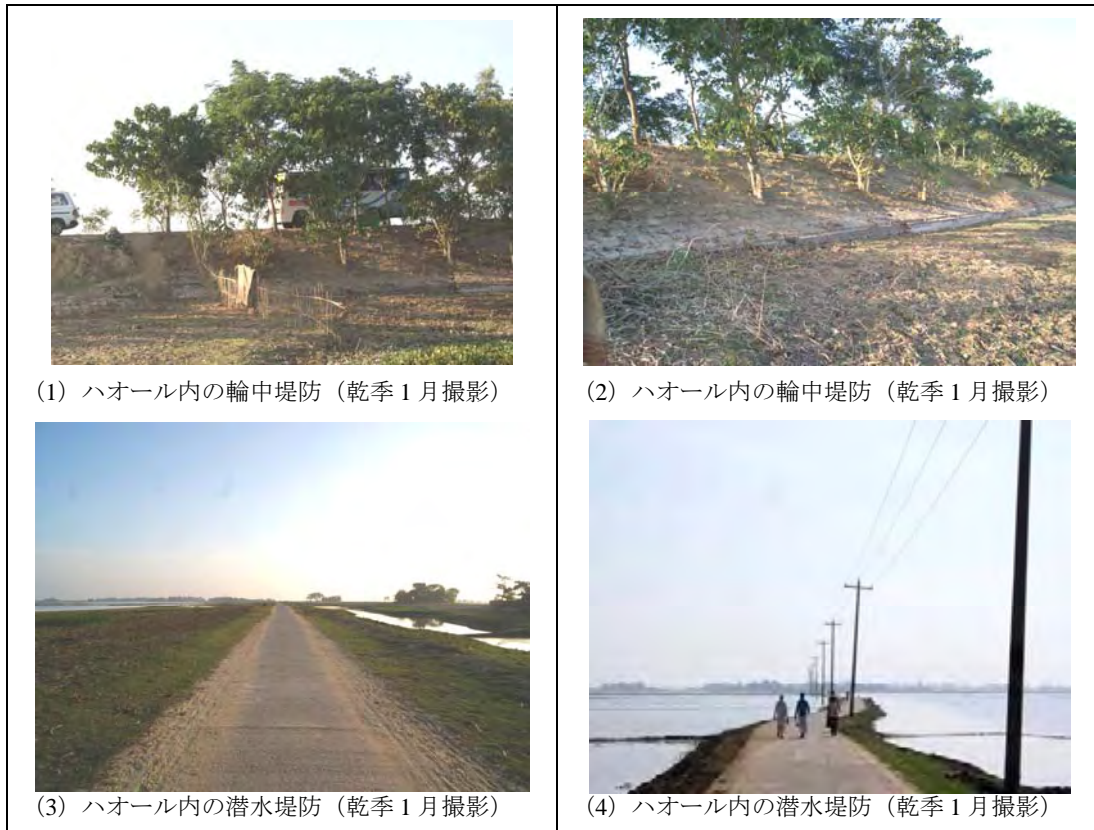 (1) ハオール内の輪中堤防（乾季 1 月撮影）
(2) ハオール内の輪中堤防（乾季 1 月撮影）
(3) ハオール内の潜水堤防（乾季 1 月撮影）
(4) ハオール内の潜水堤防（乾季 1 月撮影）